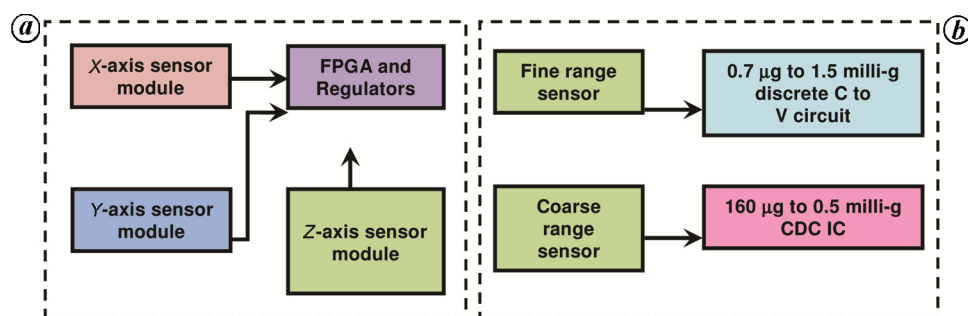 a
X-axis sensor
module
FPGA and
Regulators
Y-axis sensor
module
Z-axis sensor
module
b
Fine range
sensor
0.7 µg to 1.5 milli-g
discrete C to
V circuit
Coarse
range
sensor
160 µg to 0.5 milli-g
CDC IC